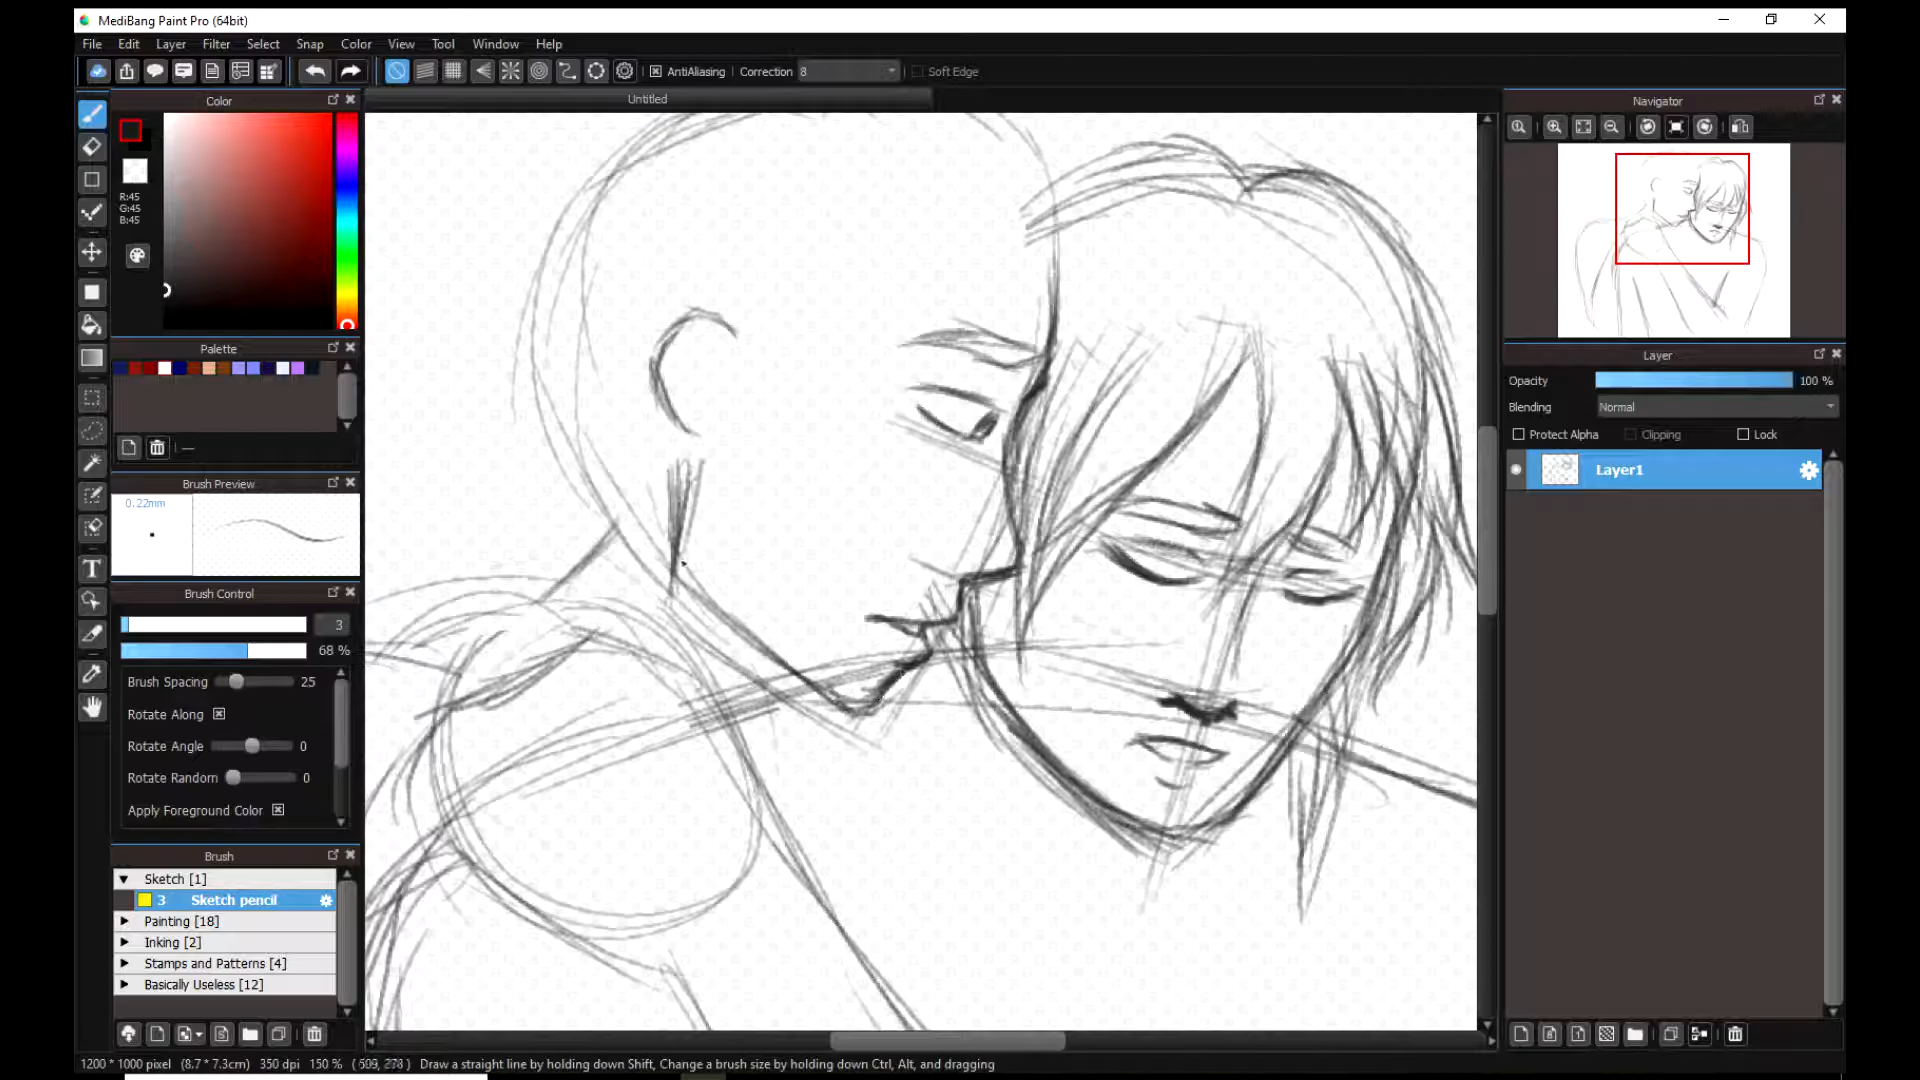 MediBang Paint Pro (64bit)
File Edit Layer Filter Select Snap Color View Tool Window Help
AntiAliasing Correction 8 Soft Edge
Color
Untitled
Navigator
R:45
G:45
B:45
Palette
Layer
Opacity 100 %
Blending Normal
Protect Alpha Clipping Lock
Layer1
Brush Preview
0.22mm
Brush Control
3
68 %
Brush Spacing 25
Rotate Along
Rotate Angle 0
Rotate Random 0
Apply Foreground Color
Brush
Sketch [1]
3 Sketch pencil
Painting [18]
Inking [2]
Stamps and Patterns [4]
Basically Useless [12]
1200 * 1000 pixel (8.7 * 7.3cm) 350 dpi 150 % Draw a straight line by holding down Shift, Change a brush size by holding down Ctrl, Alt, and dragging